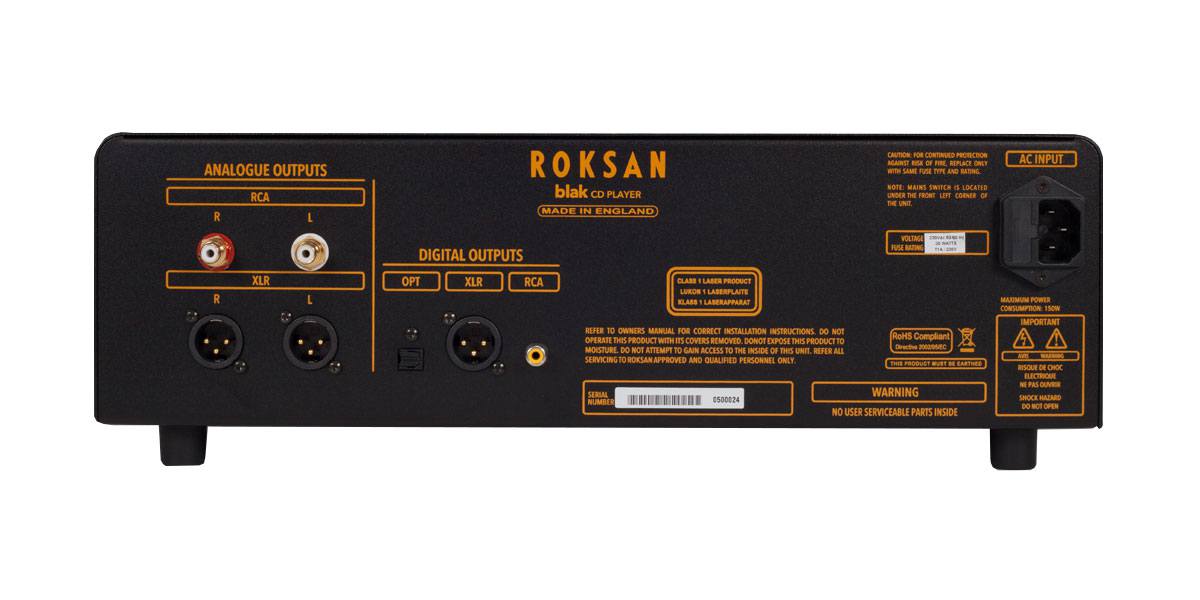 ANALOGUE OUTPUTS
RCA
R
L
XLR
R
L
DIGITAL OUTPUTS
OPT
XLR
RCA
ROKSAN
blak CD PLAYER
MADE IN ENGLAND
CLASS 1 LASER PRODUCT
LUKON 1 LASERFLAITE
KLASS 1 LASERAPPARAT
REFER TO OWNERS MANUAL FOR CORRECT INSTALLATION INSTRUCTIONS. DO NOT
OPERATE THIS PRODUCT WITH ITS COVERS REMOVED. DONOT EXPOSE THIS PRODUCT TO
MOISTURE. DO NOT ATTEMPT TO GAIN ACCESS TO THE INSIDE OF THIS UNIT. REFER ALL
SERVICING TO ROKSAN APPROVED AND QUALIFIED PERSONNEL ONLY.
SERIAL
NUMBER
0500024
CAUTION: FOR CONTINUED PROTECTION
AGAINST RISK OF FIRE, REPLACE ONLY
WITH SAME FUSE TYPE AND RATING.
NOTE: MAINS SWITCH IS LOCATED
UNDER THE FRONT LEFT CORNER OF
THE UNIT.
AC INPUT
VOLTAGE
FUSE RATING
WATTS
MAXIMUM POWER
CONSUMPTION: 150W
RoHS Compliant
Directive 2002/95/EC
THIS PRODUCT MUST BE EARTHED
WARNING
NO USER SERVICEABLE PARTS INSIDE
IMPORTANT
AVIS WARNING
RISQUE DE CHOC
ELECTRIQUE
NE PAS OUVRIR
SHOCK HAZARD
DO NOT OPEN